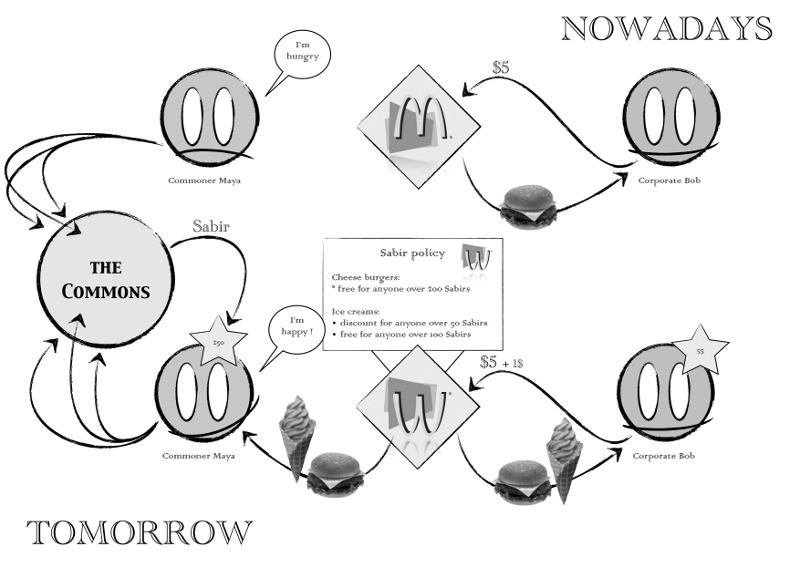 NOWADAYS
I'm
hungry
$5
Commoner Maya
Corporate Bob
Sabir
THE
COMMONS
Sabir policy
Cheese burgers:
* free for anyone over 200 Sabirs
Ice creams:
• discount for anyone over 50 Sabirs
• free for anyone over 100 Sabirs
I'm
happy !
250
55
$5 + 1$
Commoner Maya
Corporate Bob
TOMORROW